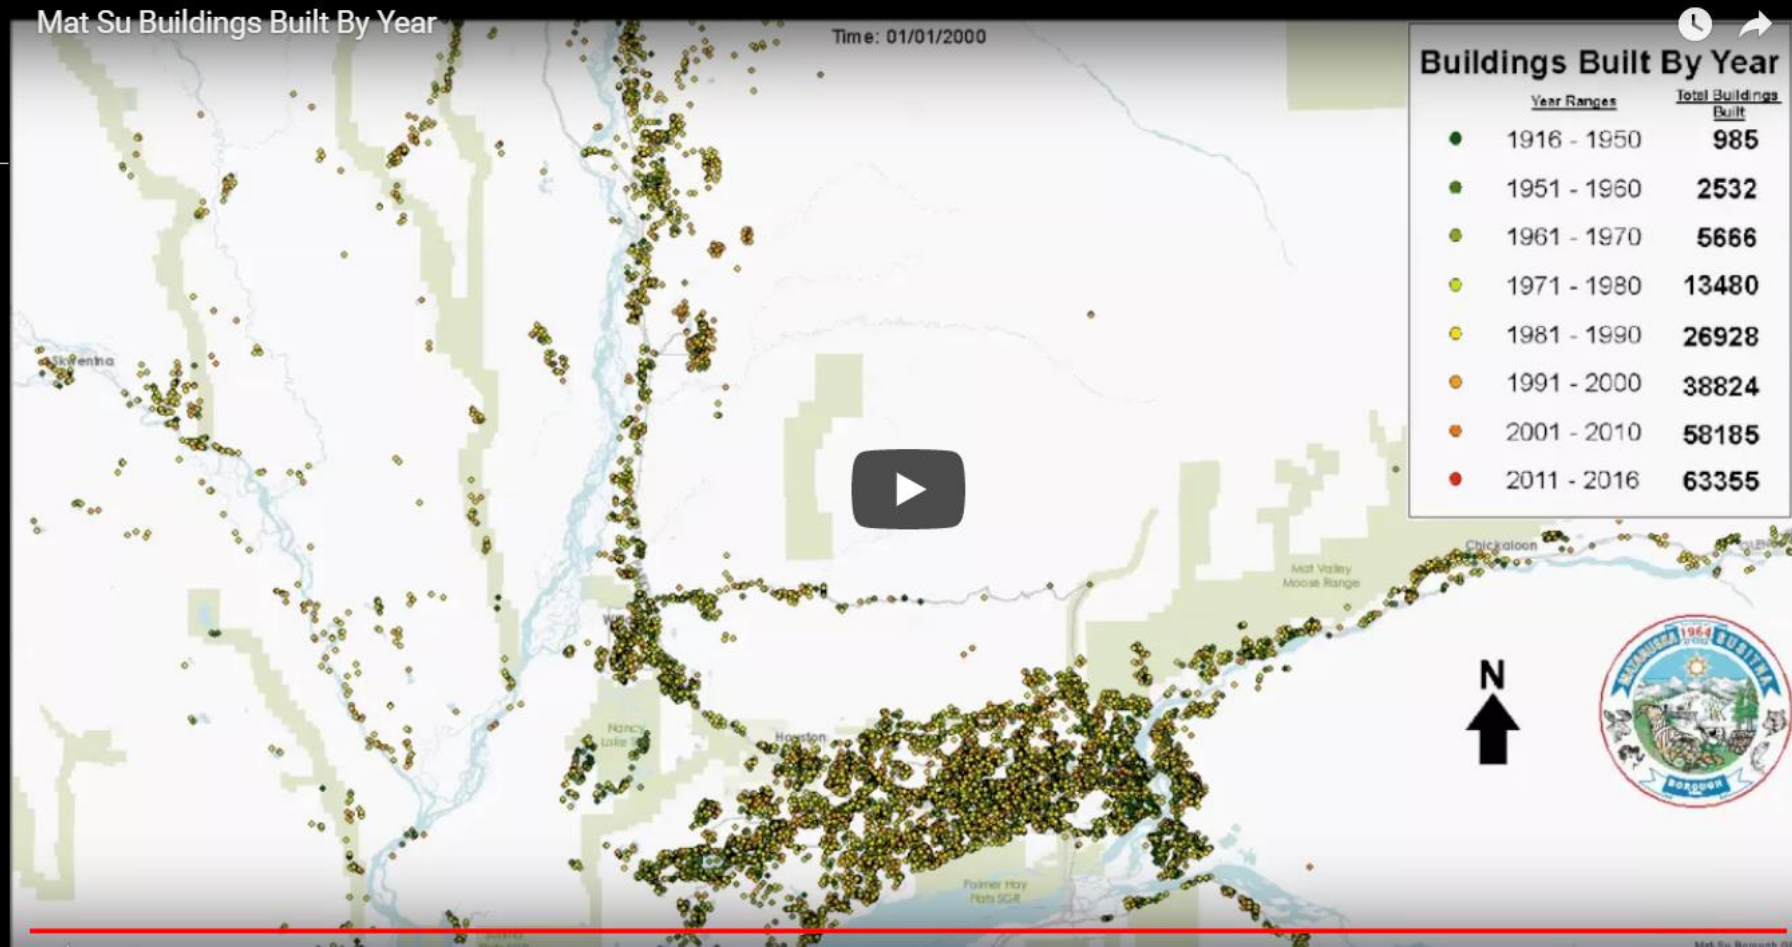 Mat Su Buildings Built By Year
Time: 01/01/2000
Buildings Built By Year
Year Ranges Total Buildings Built
1916 - 1950 985
1951 - 1960 2532
1961 - 1970 5666
1971 - 1980 13480
1981 - 1990 26928
1991 - 2000 38824
2001 - 2010 58185
2011 - 2016 63355
Skwentna
Chickaloon
Mat Valley
Moose Range
N
MATANUSKA 1964 SUSITNA
BOROUGH
Nancy
Lake
Houston
Palmer Hay
Flats SGR